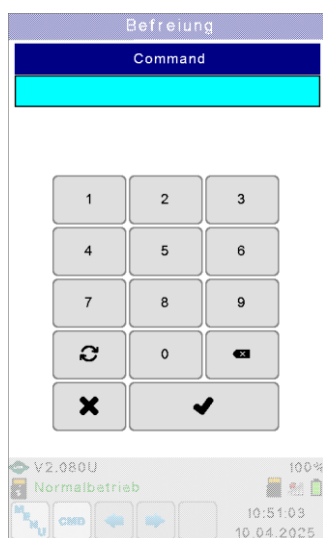 Befreiung
Command
1 2 3
4 5 6
7 8 9
0
V2.080U 100%
Normalbetrieb
MENU CMD 10:51:03
10.04.2025